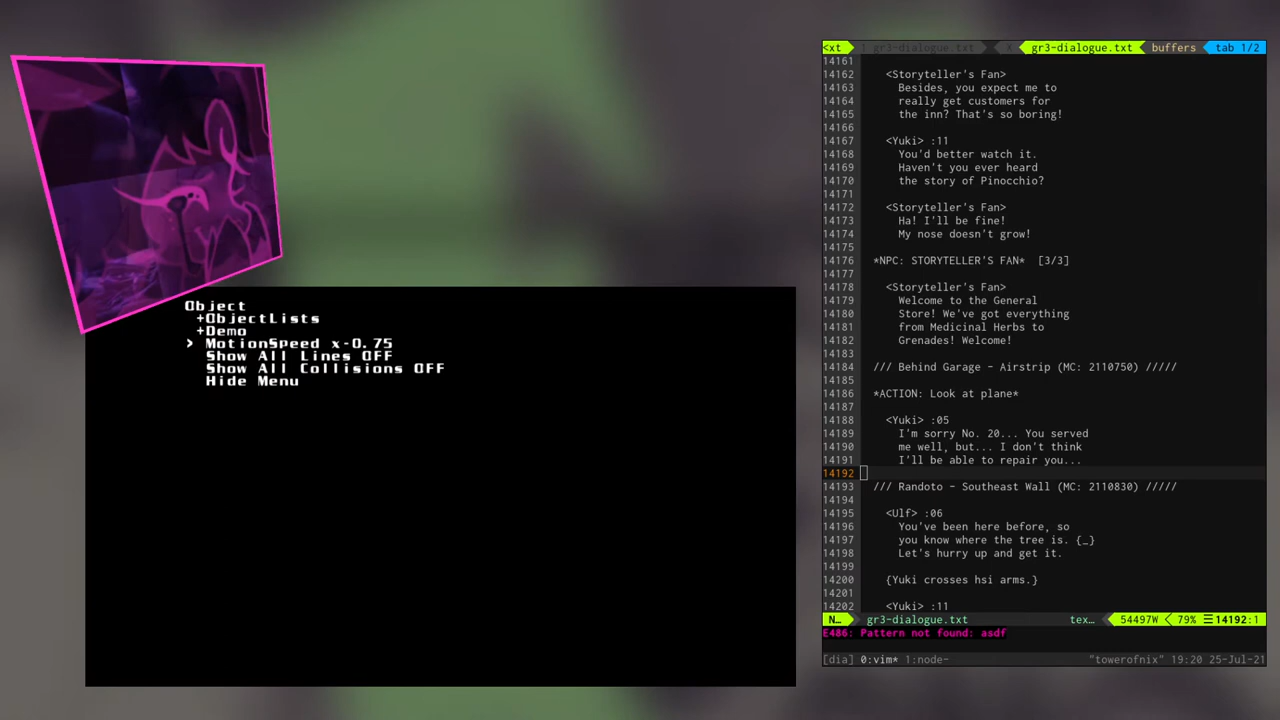 Object
+ObjectLists
+Demo
> MotionSpeed x-0.75
Show All Lines OFF
Show All Collisions OFF
Hide Menu
<xt 1 gr3-dialogue.txt gr3-dialogue.txt buffers tab 1/2
14161
14162 <Storyteller's Fan>
14163 Besides, you expect me to
14164 really get customers for
14165 the inn? That's so boring!
14166
14167 <Yuki> :11
14168 You'd better watch it.
14169 Haven't you ever heard
14170 the story of Pinocchio?
14171
14172 <Storyteller's Fan>
14173 Ha! I'll be fine!
14174 My nose doesn't grow!
14175
14176 *NPC: STORYTELLER'S FAN* [3/3]
14177
14178 <Storyteller's Fan>
14179 Welcome to the General
14180 Store! We've got everything
14181 from Medicinal Herbs to
14182 Grenades! Welcome!
14183
14184 /// Behind Garage - Airstrip (MC: 2110750) /////
14185
14186 *ACTION: Look at plane*
14187
14188 <Yuki> :05
14189 I'm sorry No. 20... You served
14190 me well, but... I don't think
14191 I'll be able to repair you...
14192
14193 /// Randoto - Southeast Wall (MC: 2110830) /////
14194
14195 <Ulf> :06
14196 You've been here before, so
14197 you know where the tree is. {_}
14198 Let's hurry up and get it.
14199
14200 {Yuki crosses hsi arms.}
14201
14202 <Yuki> :11
N… gr3-dialogue.txt tex… 54497W < 79% ☰14192:1
E486: Pattern not found: asdf
[dia] 0:vim* 1:node- "towerofnix" 19:20 25-Jul-21